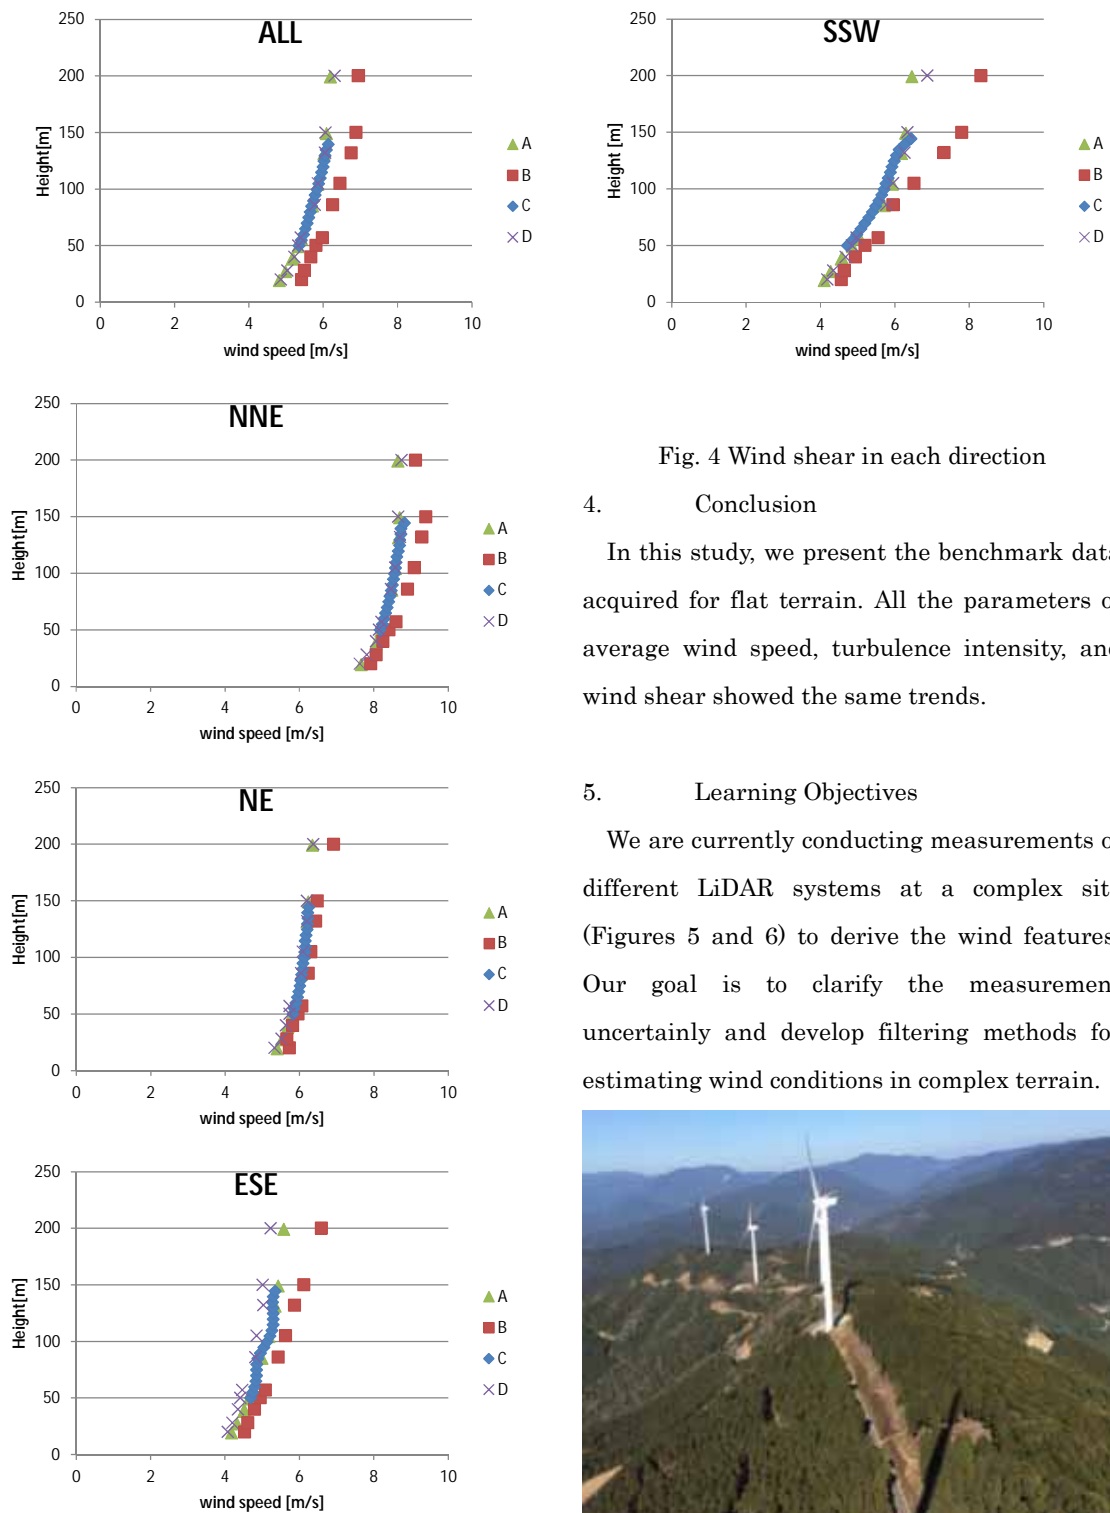 ALL
250
200
150
100
50
0
Height[m]
0 2 4 6 8 10
wind speed [m/s]
A
B
C
D
NNE
250
200
150
100
50
0
Height[m]
0 2 4 6 8 10
wind speed [m/s]
A
B
C
D
NE
250
200
150
100
50
0
Height[m]
0 2 4 6 8 10
wind speed [m/s]
A
B
C
D
ESE
250
200
150
100
50
0
Height[m]
0 2 4 6 8 10
wind speed [m/s]
A
B
C
D
SSW
250
200
150
100
50
0
Height [m]
0 2 4 6 8 10
wind speed [m/s]
A
B
C
D
Fig. 4 Wind shear in each direction
4. Conclusion
In this study, we present the benchmark data
acquired for flat terrain. All the parameters o
average wind speed, turbulence intensity, and
wind shear showed the same trends.
5. Learning Objectives
We are currently conducting measurements o
different LiDAR systems at a complex sit
(Figures 5 and 6) to derive the wind features
Our goal is to clarify the measuremen
uncertainly and develop filtering methods fo
estimating wind conditions in complex terrain.